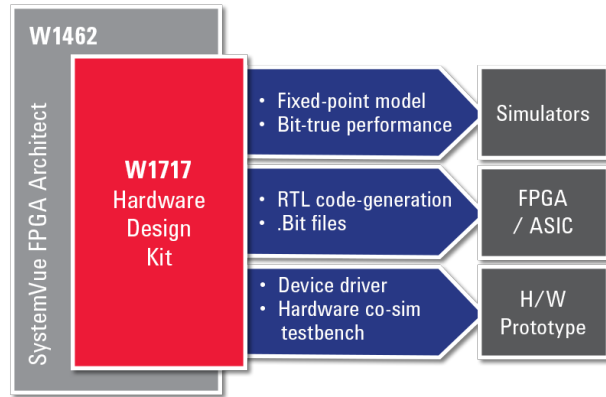 W1462
SystemVue FPGA Architect
W1717
Hardware
Design
Kit
• Fixed-point model
• Bit-true performance
Simulators
• RTL code-generation
• .Bit files
FPGA
/ ASIC
• Device driver
• Hardware co-sim
testbench
H/W
Prototype